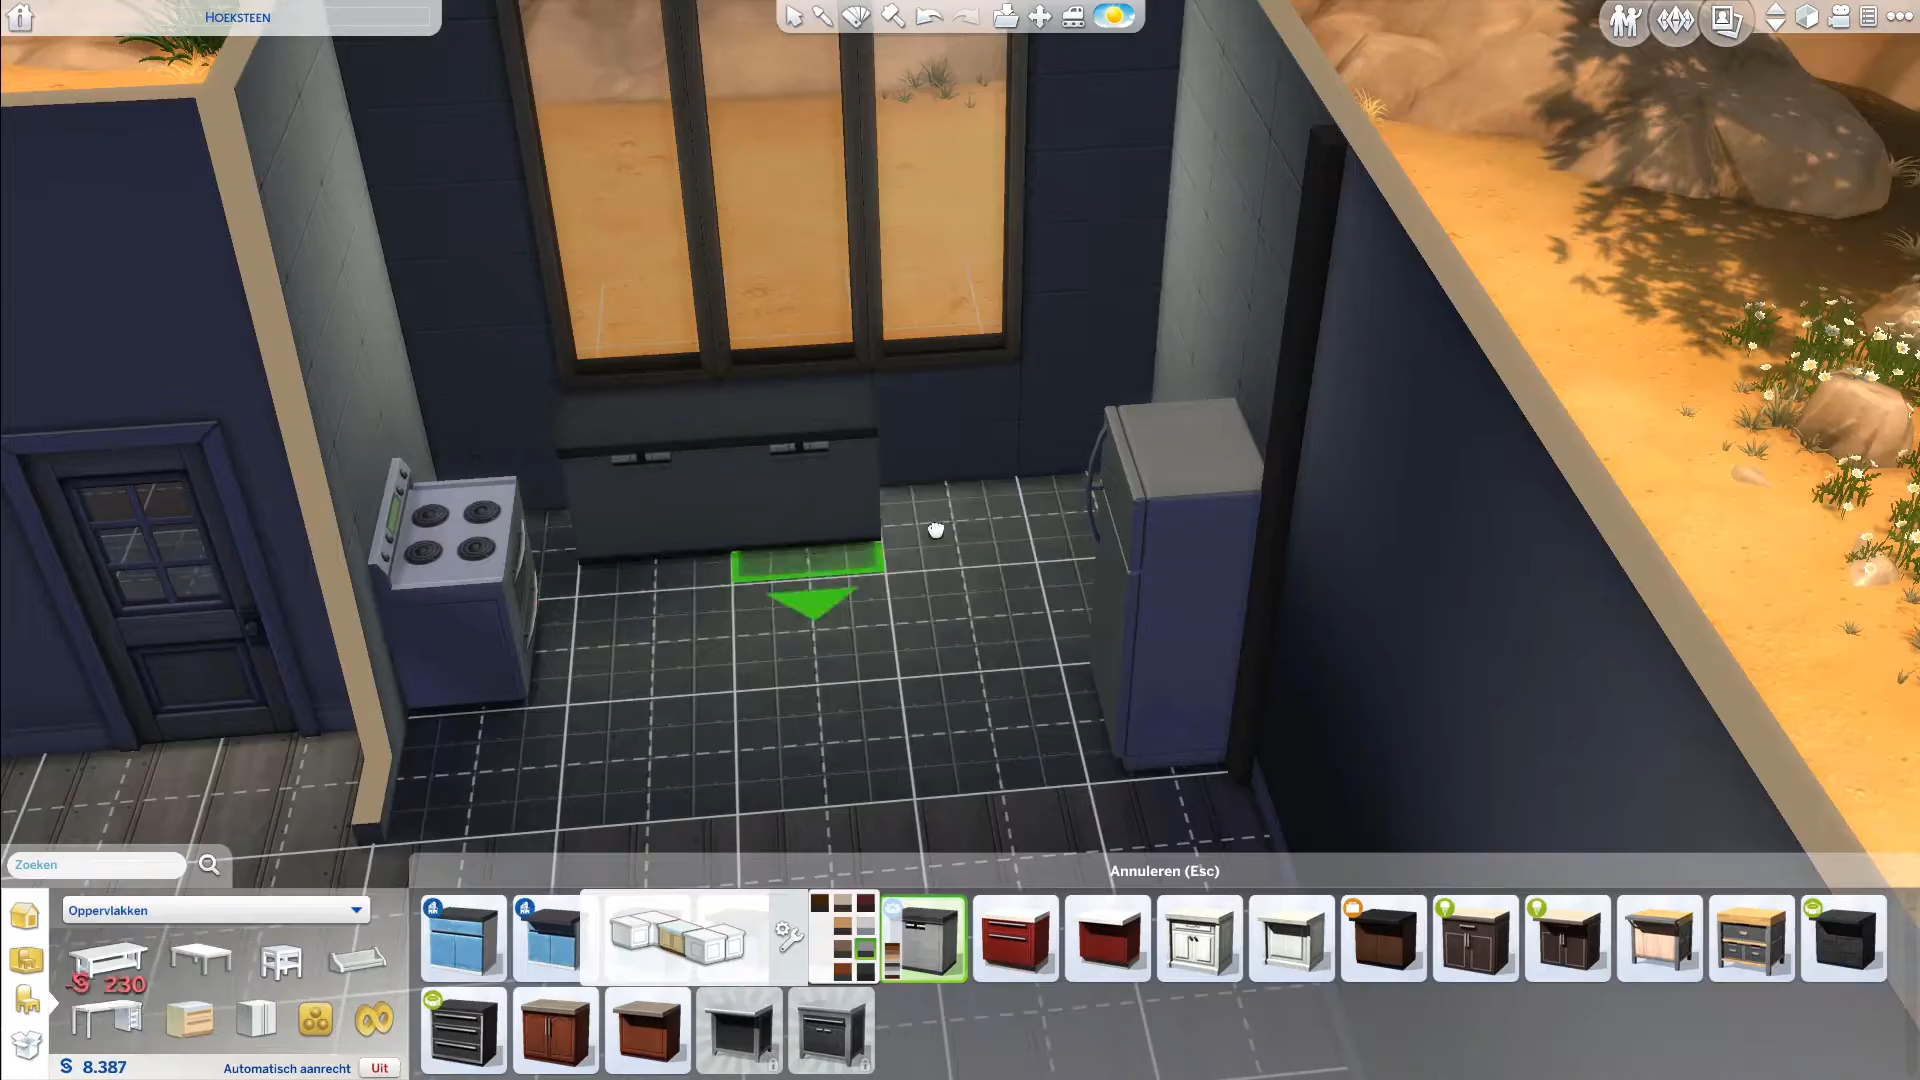 HOEKSTEEN
Annuleren (Esc)
Zoeken
Oppervlakken
-§ 230
§ 8.387
Automatisch aanrecht
Uit